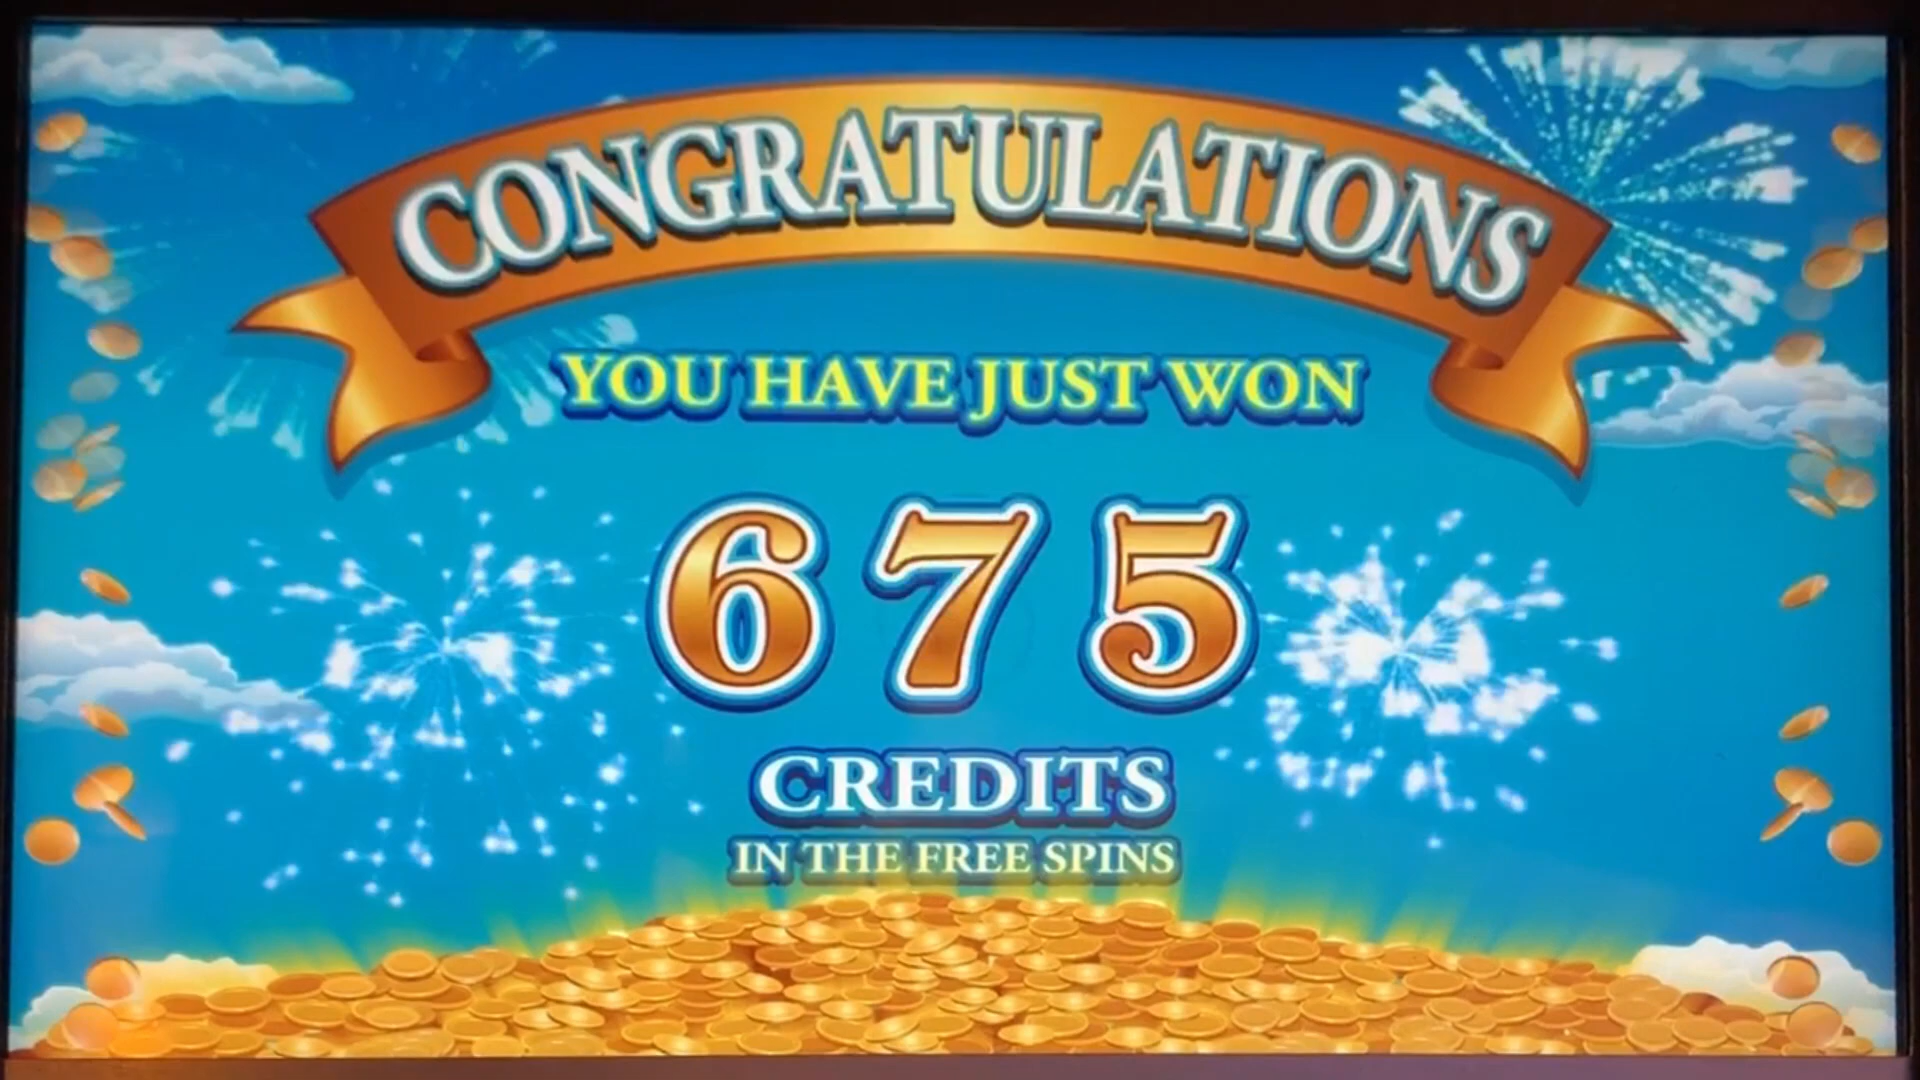 CONGRATULATIONS
YOU HAVE JUST WON
675
CREDITS
IN THE FREE SPINS